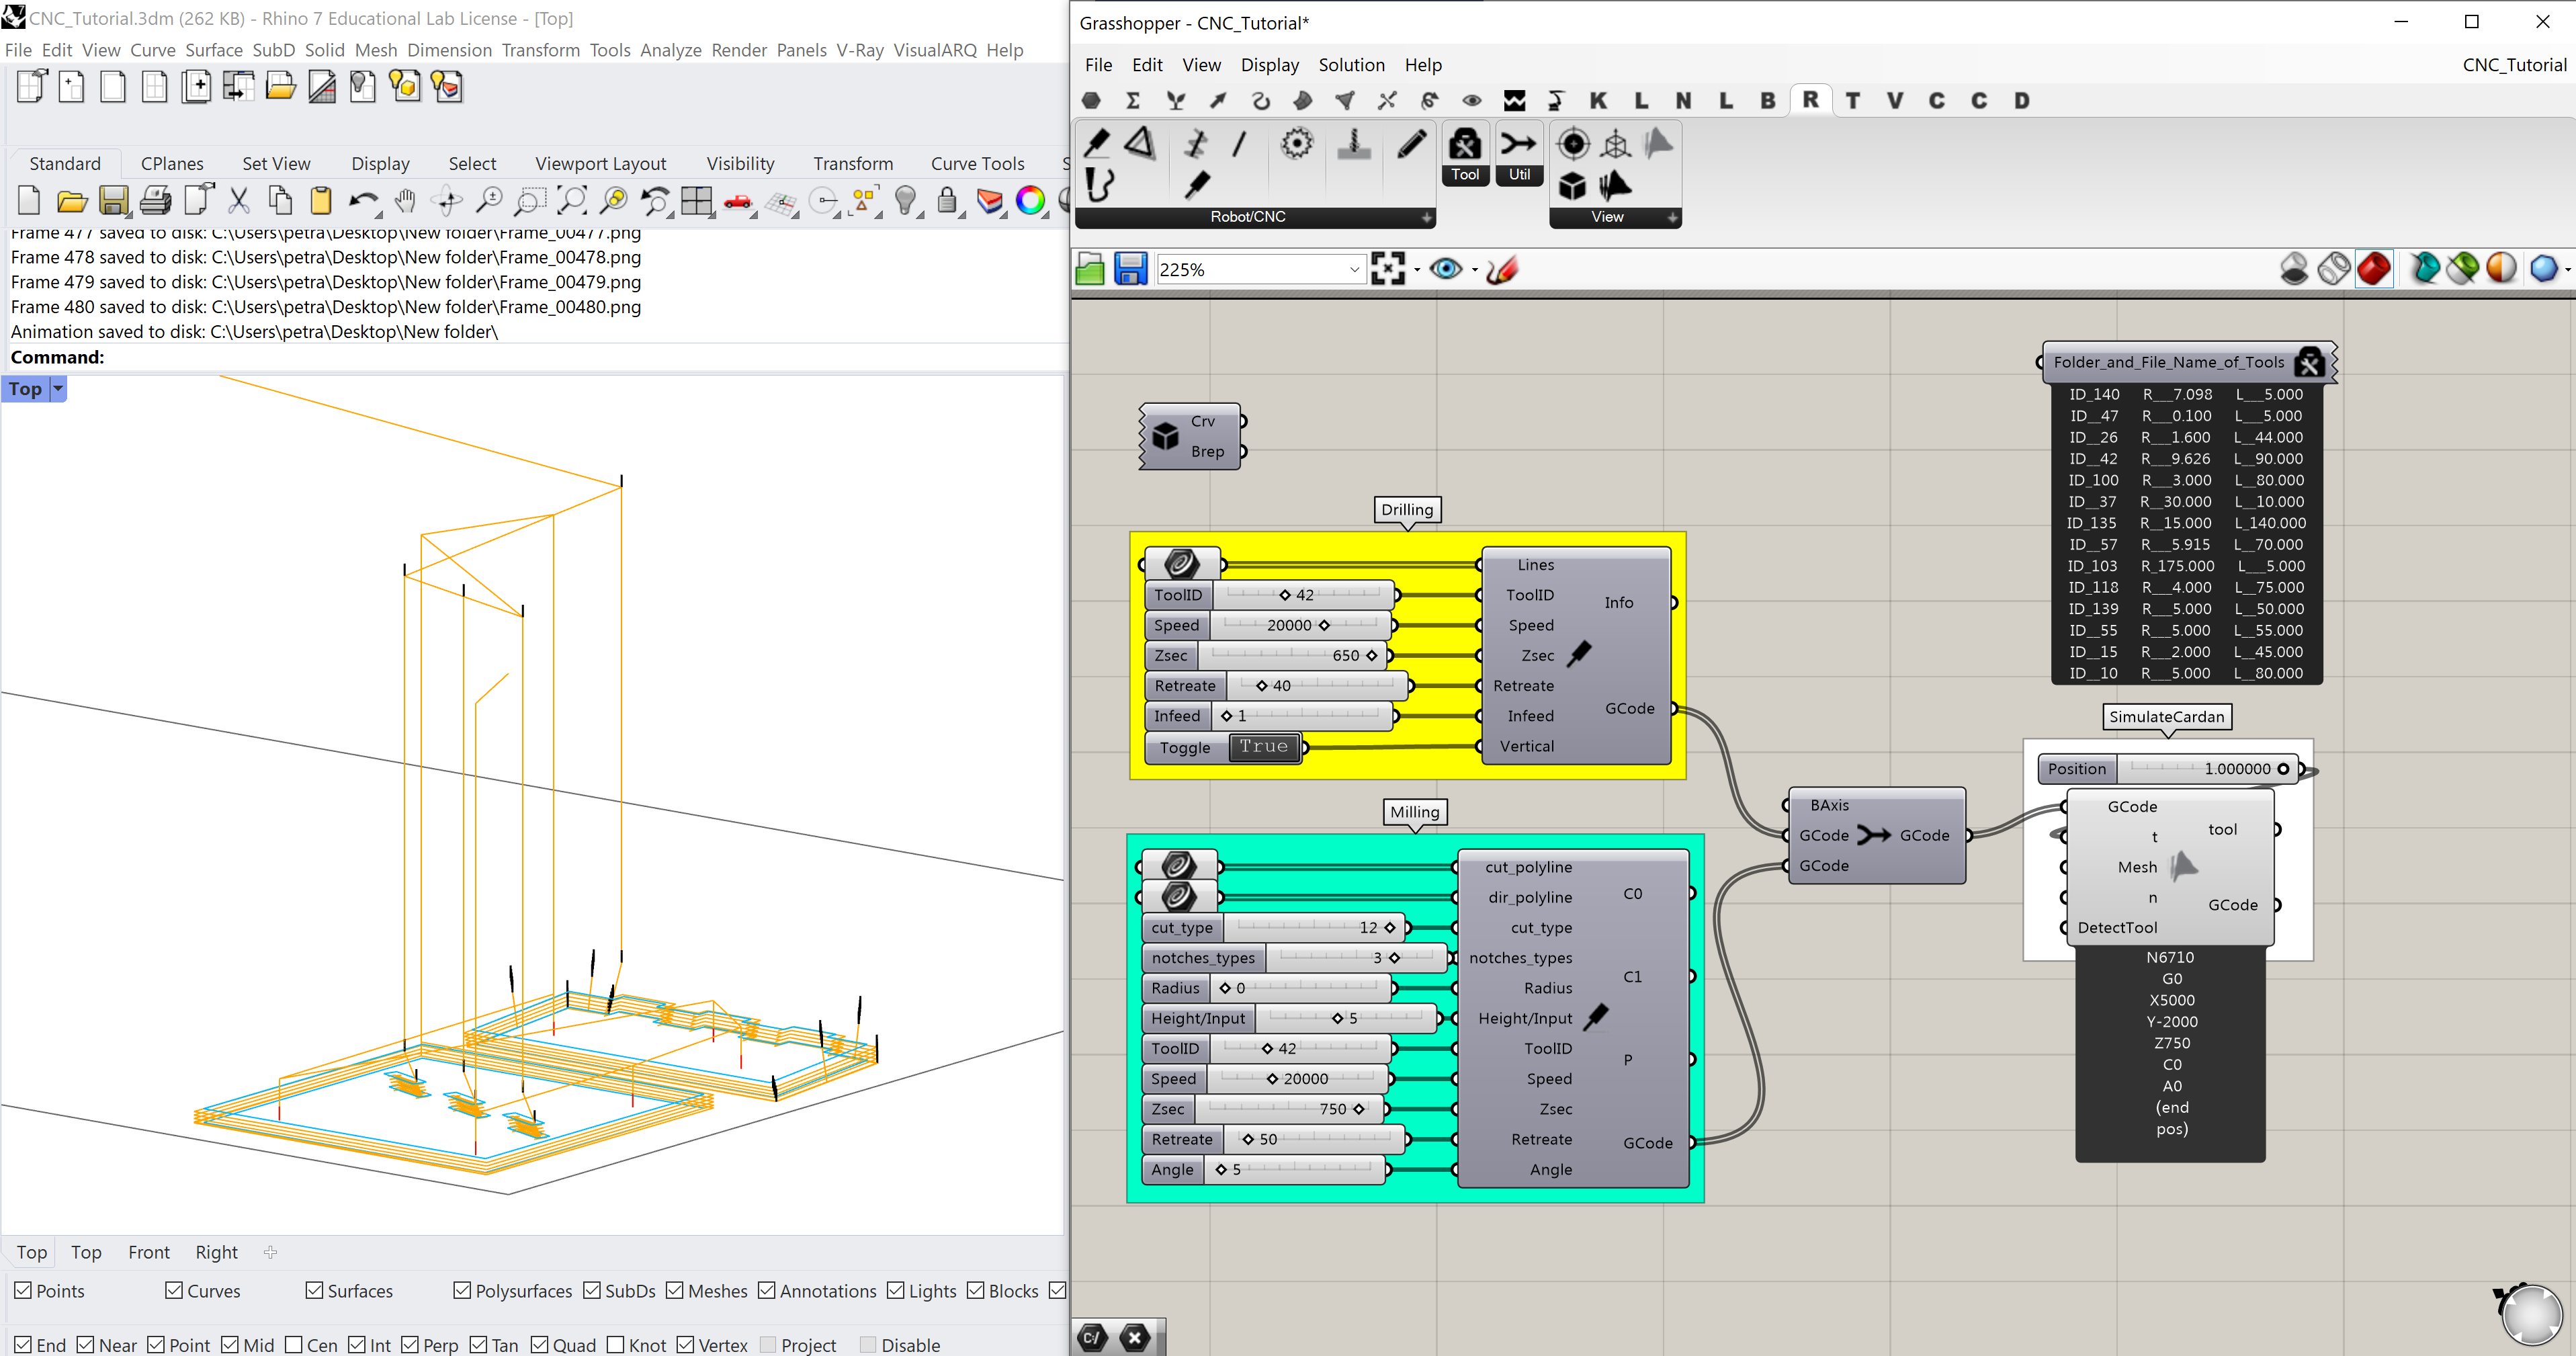 CNC_Tutorial.3dm (262 KB) - Rhino 7 Educational Lab License - [Top]
File Edit View Curve Surface SubD Solid Mesh Dimension Transform Tools Analyze Render Panels V-Ray VisualARQ Help
Standard CPlanes Set View Display Select Viewport Layout Visibility Transform Curve Tools S
Frame 477 saved to disk: C:\Users\petra\Desktop\New folder\Frame_00477.png
Frame 478 saved to disk: C:\Users\petra\Desktop\New folder\Frame_00478.png
Frame 479 saved to disk: C:\Users\petra\Desktop\New folder\Frame_00479.png
Frame 480 saved to disk: C:\Users\petra\Desktop\New folder\Frame_00480.png
Animation saved to disk: C:\Users\petra\Desktop\New folder\
Command:
Top
Top Top Front Right
Points Curves Surfaces Polysurfaces SubDs Meshes Annotations Lights Blocks
End Near Point Mid Cen Int Perp Tan Quad Knot Vertex Project Disable
Grasshopper - CNC_Tutorial*
File Edit View Display Solution Help
CNC_Tutorial
K L N L B R T V C C D
Tool
Util
Robot/CNC
View
225%
Crv
Brep
Drilling
Lines
ToolID 42 ToolID
Info
Speed 20000 Speed
Zsec 650 Zsec
Retreate 40 Retreate
Infeed 1 Infeed
GCode
Toggle True Vertical
Milling
cut_polyline
C0
dir_polyline
cut_type 12 cut_type
notches_types 3 notches_types
C1
Radius 0 Radius
Height/Input 5 Height/Input
ToolID 42 ToolID
P
Speed 20000 Speed
Zsec 750 Zsec
Retreate 50 Retreate
GCode
Angle 5 Angle
BAxis
GCode GCode
GCode
Folder_and_File_Name_of_Tools
ID_140 R___7.098 L___5.000
ID__47 R___0.100 L___5.000
ID__26 R___1.600 L__44.000
ID__42 R___9.626 L__90.000
ID_100 R___3.000 L__80.000
ID__37 R__30.000 L__10.000
ID_135 R__15.000 L_140.000
ID__57 R___5.915 L__70.000
ID_103 R_175.000 L___5.000
ID_118 R___4.000 L__75.000
ID_139 R___5.000 L__50.000
ID__55 R___5.000 L__55.000
ID__15 R___2.000 L__45.000
ID__10 R___5.000 L__80.000
SimulateCardan
Position 1.000000
GCode
tool
t
Mesh
n
GCode
DetectTool
N6710
G0
X5000
Y-2000
Z750
C0
A0
(end
pos)
C:/